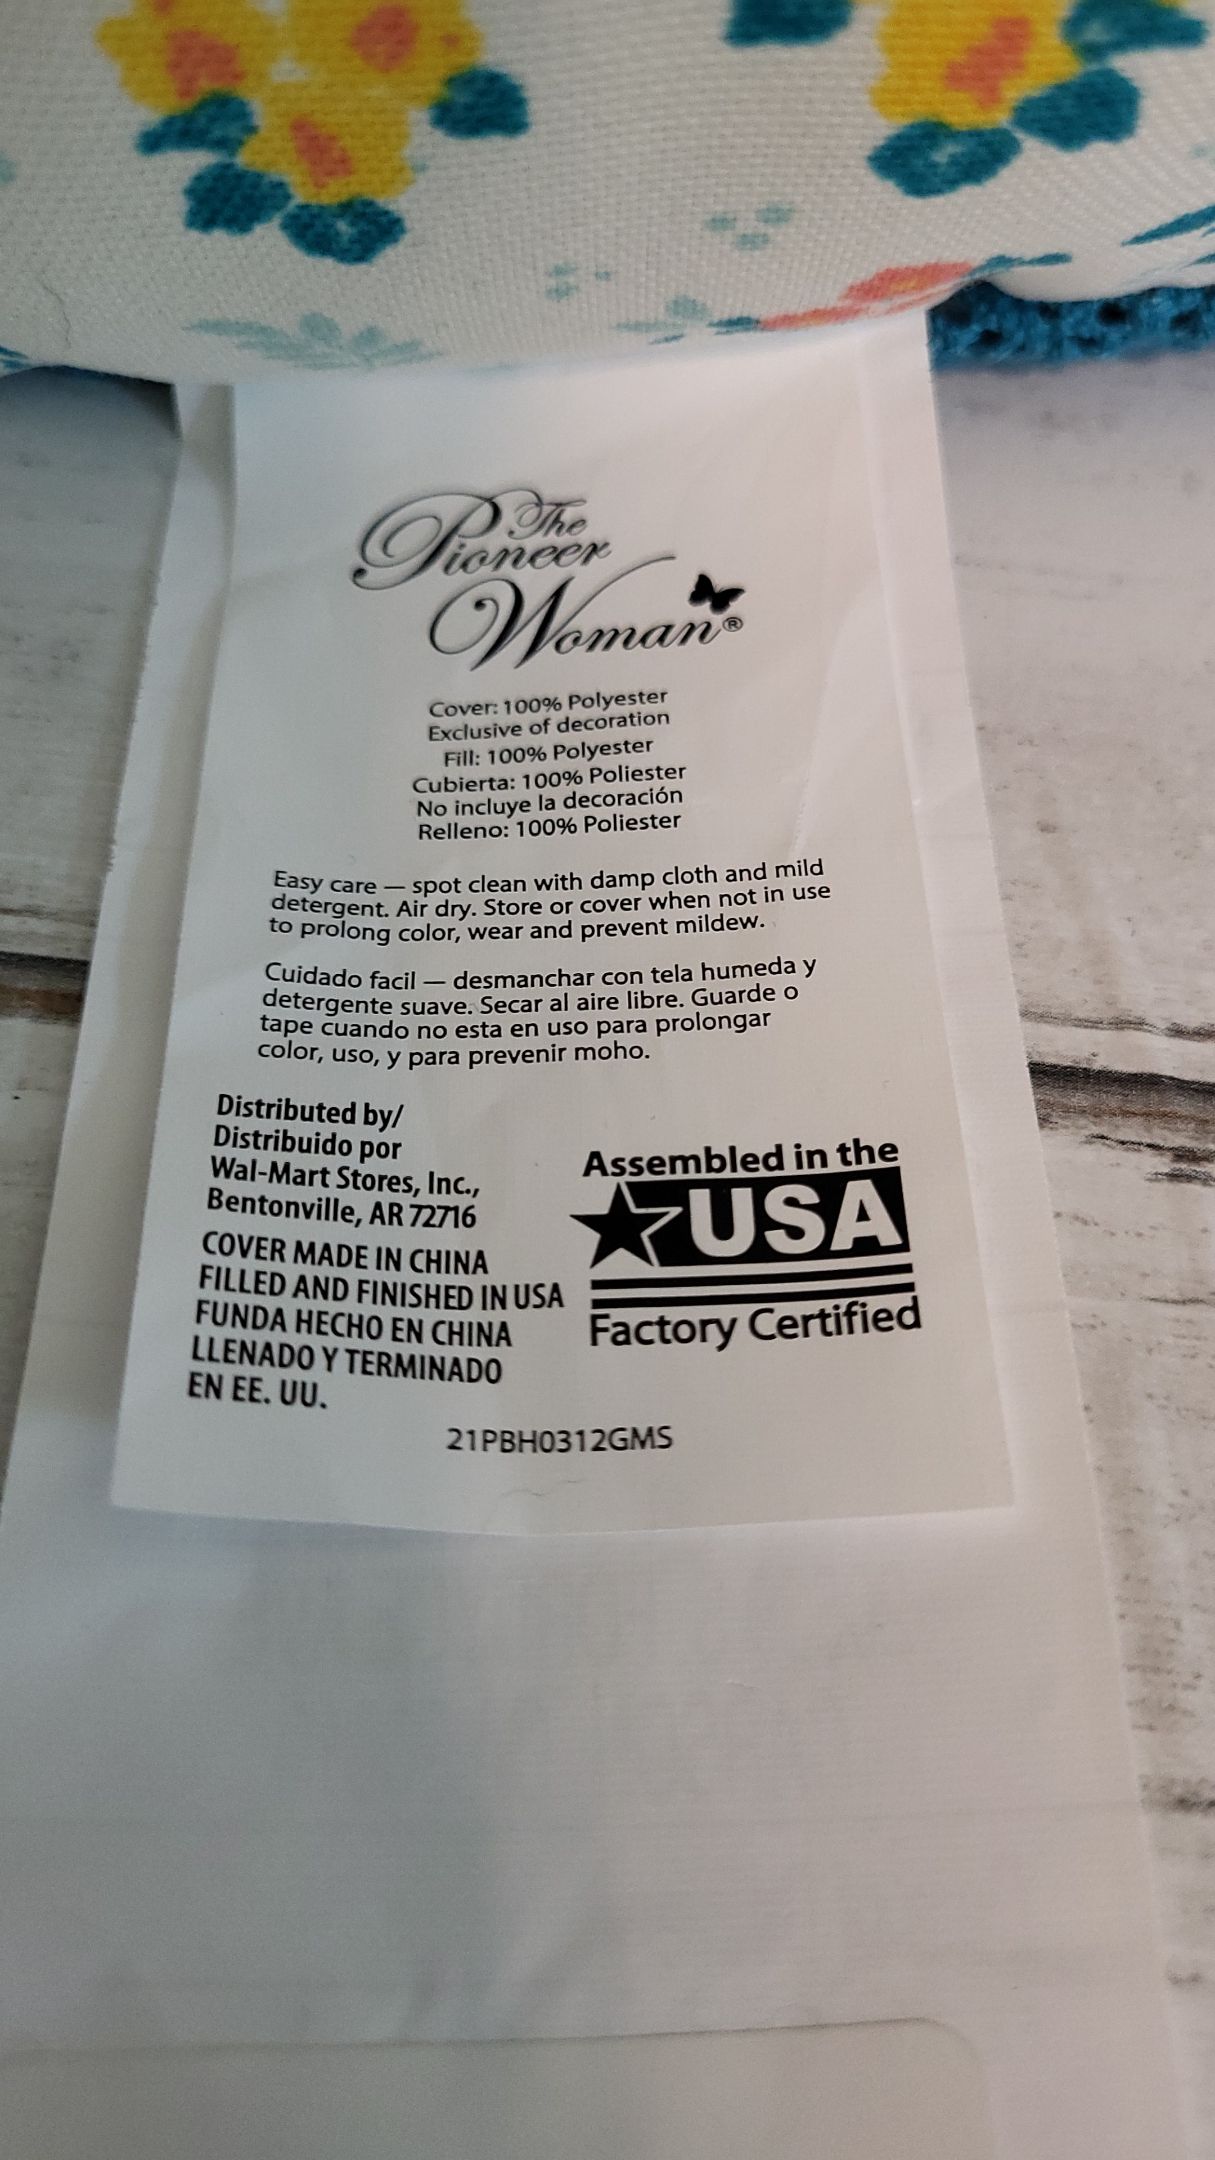 The
Pioneer
Woman®
Cover: 100% Polyester
Exclusive of decoration
Fill: 100% Polyester
Cubierta: 100% Poliester
No incluye la decoración
Relleno: 100% Poliester
Easy care — spot clean with damp cloth and mild
detergent. Air dry. Store or cover when not in use
to prolong color, wear and prevent mildew.
Cuidado facil — desmanchar con tela humeda y
detergente suave. Secar al aire libre. Guarde o
tape cuando no esta en uso para prolongar
color, uso, y para prevenir moho.
Distributed by/
Distribuido por
Wal-Mart Stores, Inc.,
Bentonville, AR 72716
COVER MADE IN CHINA
FILLED AND FINISHED IN USA
FUNDA HECHO EN CHINA
LLENADO Y TERMINADO
EN EE. UU.
Assembled in the
USA
Factory Certified
21PBH0312GMS